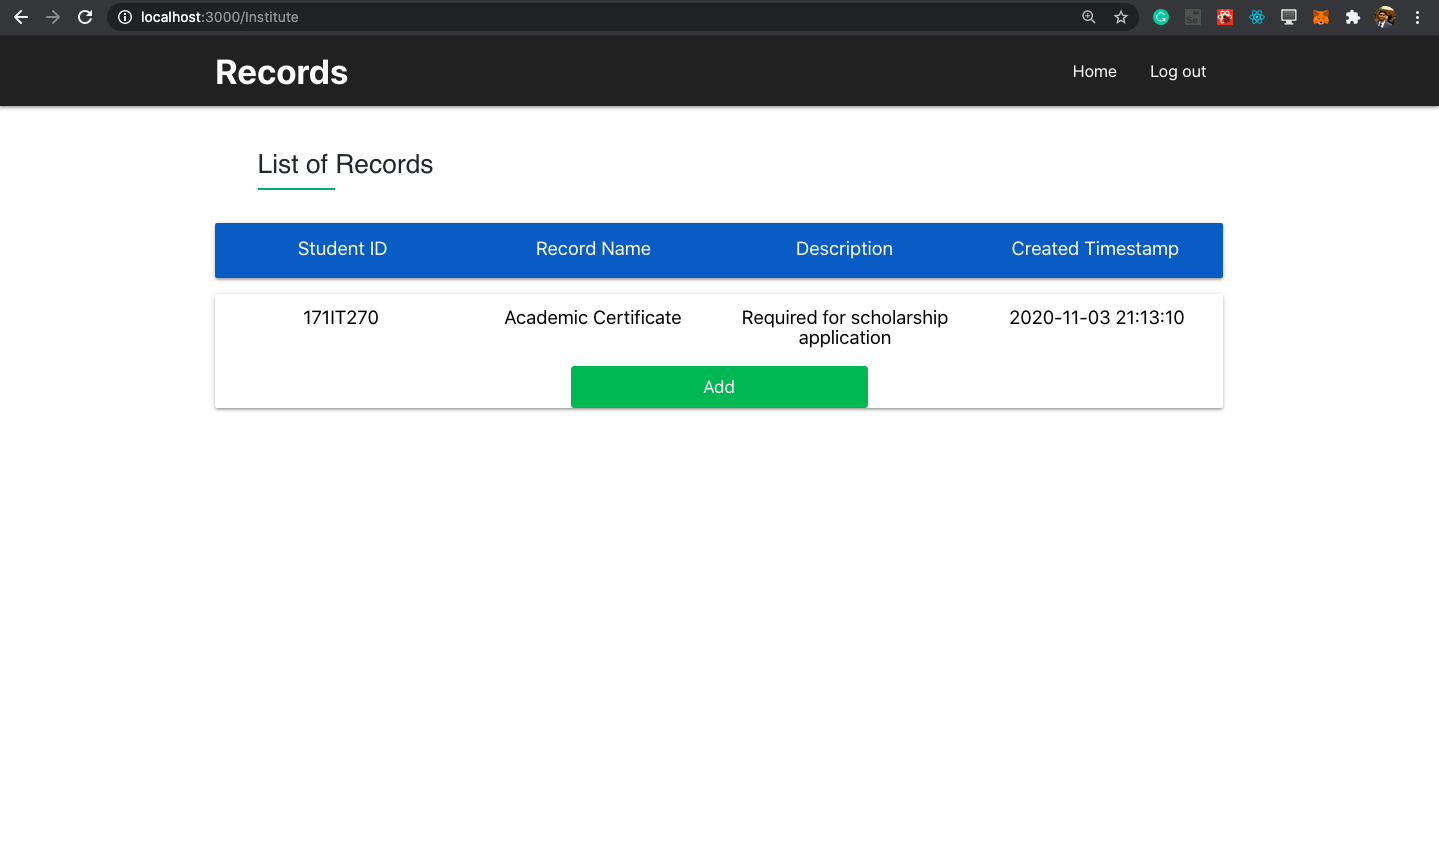 localhost:3000/Institute
Records
Home
Log out
List of Records
Student ID
Record Name
Description
Created Timestamp
171IT270
Academic Certificate
Required for scholarship
application
2020-11-03 21:13:10
Add